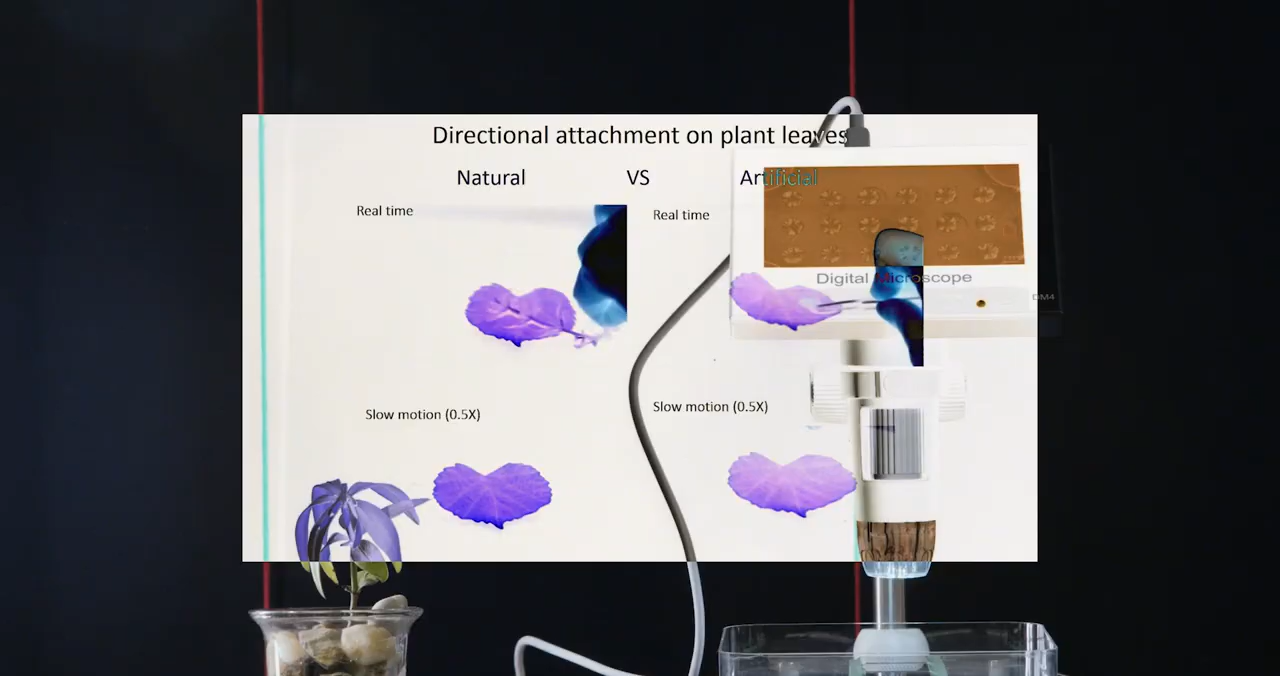 Directional attachment on plant leaves
Natural VS Artificial
Real time
Real time
Digital Microscope
DM4
Slow motion (0.5X)
Slow motion (0.5X)